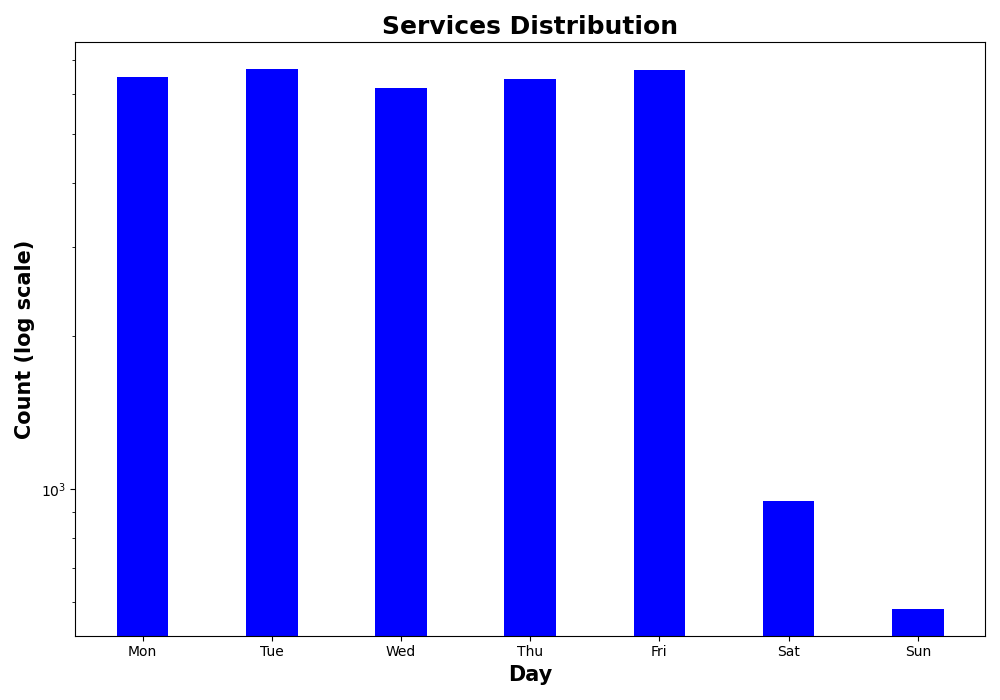 Services Distribution
Count (log scale)
10³
Mon Tue Wed Thu Fri Sat Sun
Day